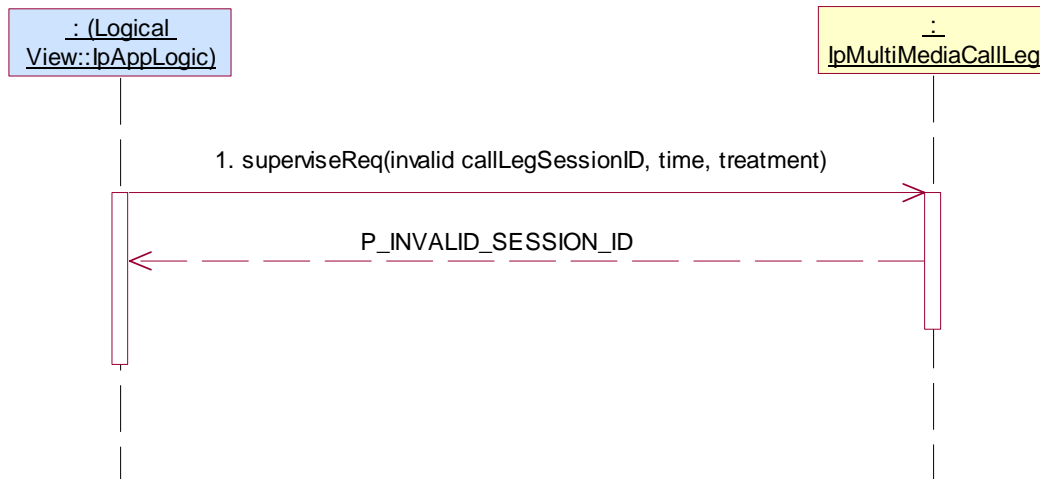 : (Logical
View::IpAppLogic)
:
IpMultiMediaCallLeg
1. superviseReq(invalid callLegSessionID, time, treatment)
P_INVALID_SESSION_ID